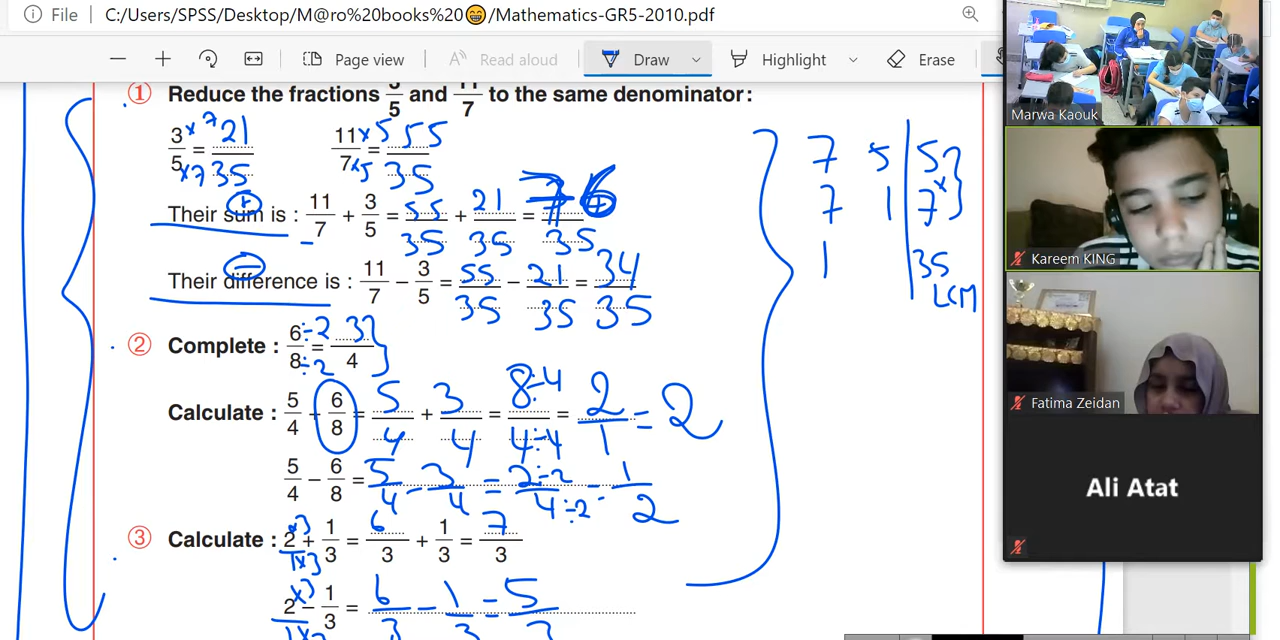 File C:/Users/SPSS/Desktop/M@ro%20books%20😁/Mathematics-GR5-2010.pdf
Page view Read aloud Draw Highlight Erase
① Reduce the fractions 3/5 and 11/7 to the same denominator:
3×7/5×7 = 21/35 11×5/7×5 = 55/35
Their sum is : 11/7 + 3/5 = 55/35 + 21/35 = 76/35
+
+
Their difference is : 11/7 − 3/5 = 55/35 − 21/35 = 34/35
−
② Complete : 6÷2/8÷2 = 3/4
Calculate : 5/4 + 6/8 = 5/4 + 3/4 = 8÷4/4÷4 = 2/1 = 2
5/4 − 6/8 = 5/4 − 3/4 = 2÷2/4÷2 = 1/2
③ Calculate : 2×3/1×3 + 1/3 = 6/3 + 1/3 = 7/3
2×3/1×3 − 1/3 = 6/3 − 1/3 = 5/3
7 5 | 5
7 1 | 7 ×
1 | 35
LCM
Marwa Kaouk
Kareem KING
Fatima Zeidan
Ali Atat